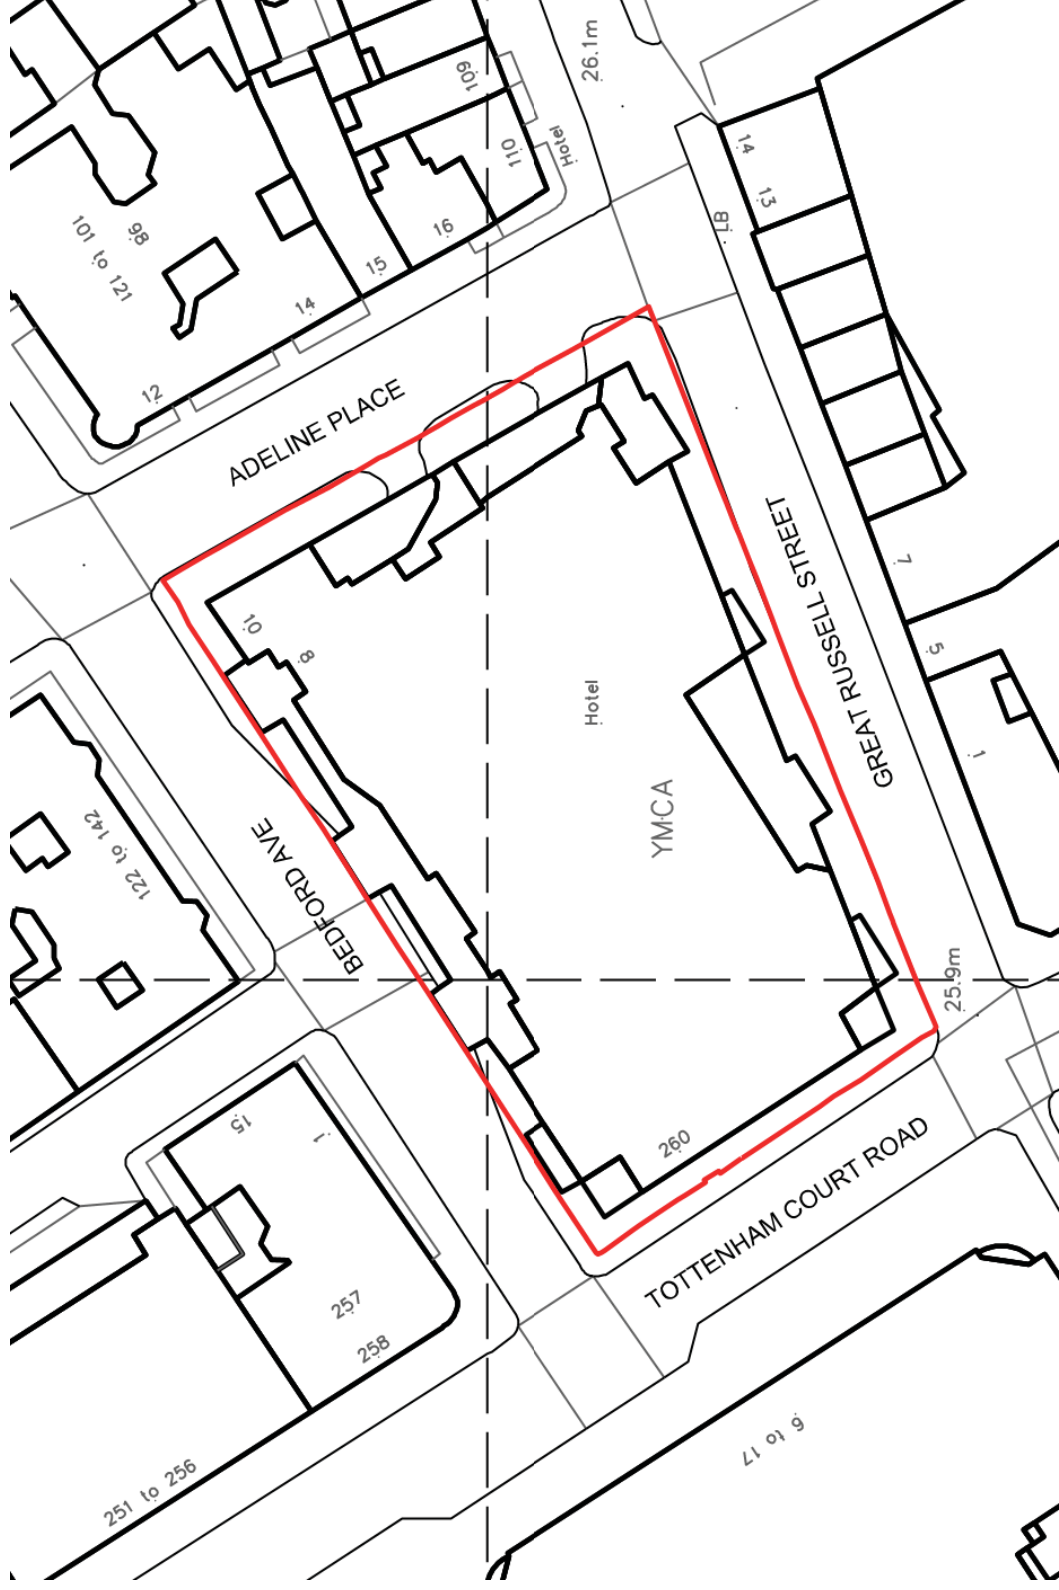 26.1m
109
110
Hotel
14
13
LB
98
101 to 121
16
15
14
12
ADELINE PLACE
GREAT RUSSELL STREET
7
5
1
10
8
Hotel
YMCA
122 to 142
BEDFORD AVE
25.9m
260
TOTTENHAM COURT ROAD
15
1
257
258
251 to 256
6 to 17